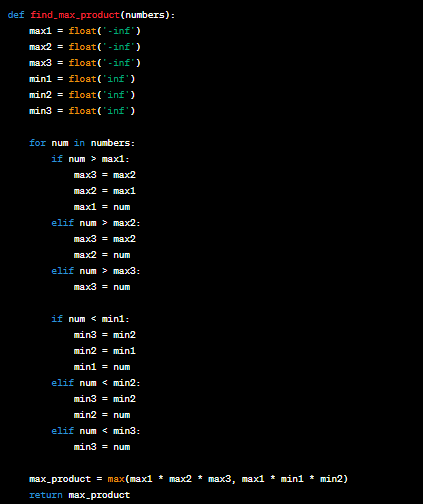 def find_max_product(numbers):
    max1 = float('-inf')
    max2 = float('-inf')
    max3 = float('-inf')
    min1 = float('inf')
    min2 = float('inf')
    min3 = float('inf')

    for num in numbers:
        if num > max1:
            max3 = max2
            max2 = max1
            max1 = num
        elif num > max2:
            max3 = max2
            max2 = num
        elif num > max3:
            max3 = num

        if num < min1:
            min3 = min2
            min2 = min1
            min1 = num
        elif num < min2:
            min3 = min2
            min2 = num
        elif num < min3:
            min3 = num

    max_product = max(max1 * max2 * max3, max1 * min1 * min2)
    return max_product